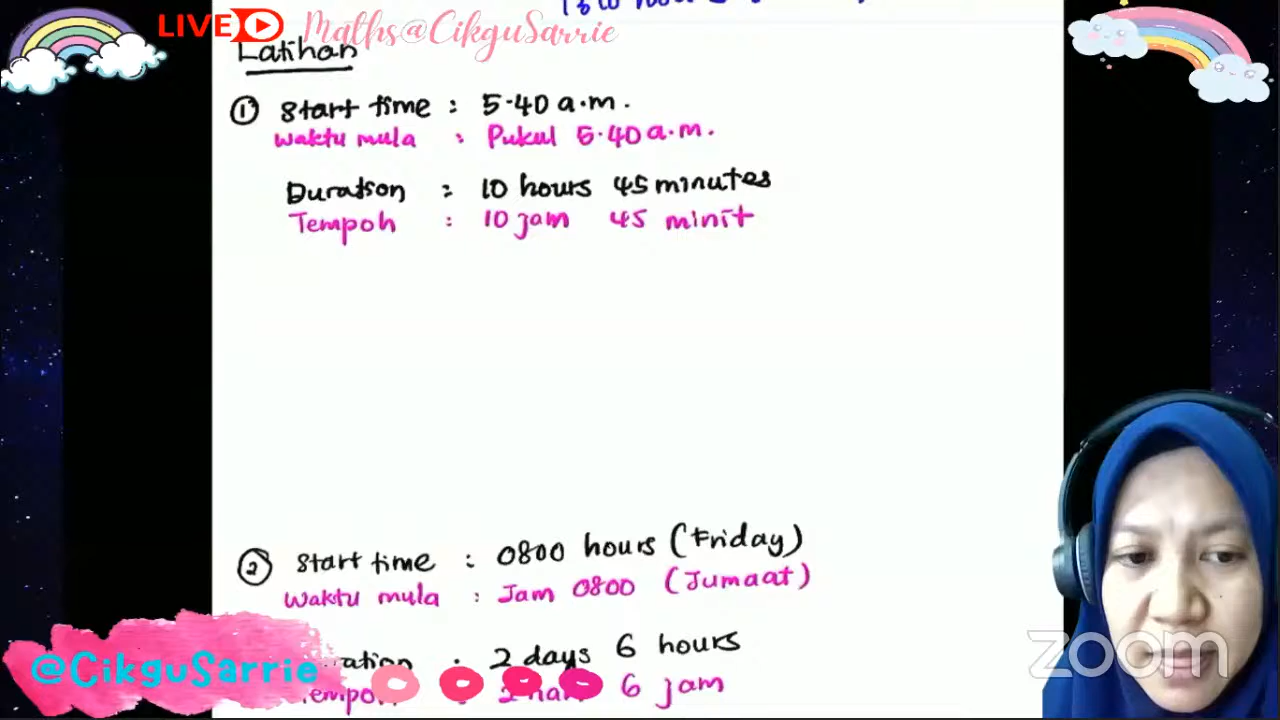 LIVE Maths@CikguSarrie
Latihan
① Start time : 5.40 a.m.
Waktu mula : Pukul 5.40 a.m.
Duration : 10 hours 45 minutes
Tempoh : 10 jam 45 minit
② Start time : 0800 hours (Friday)
Waktu mula : Jam 0800 (Jumaat)
: 2 days 6 hours
: 6 jam
@CikguSarrie
zoom